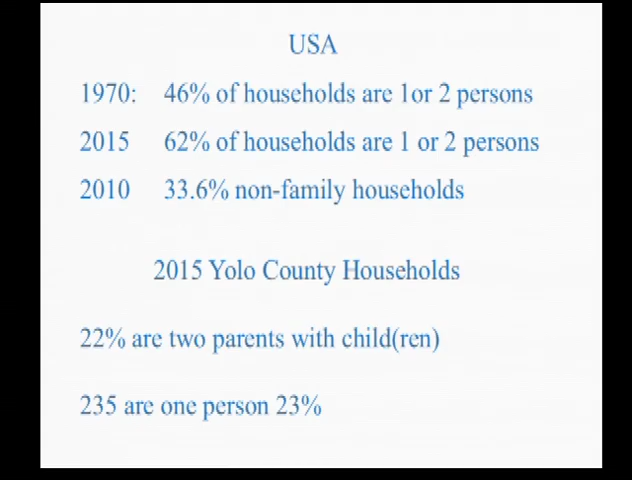 USA
1970: 46% of households are 1or 2 persons
2015 62% of households are 1 or 2 persons
2010 33.6% non-family households
2015 Yolo County Households
22% are two parents with child(ren)
235 are one person 23%